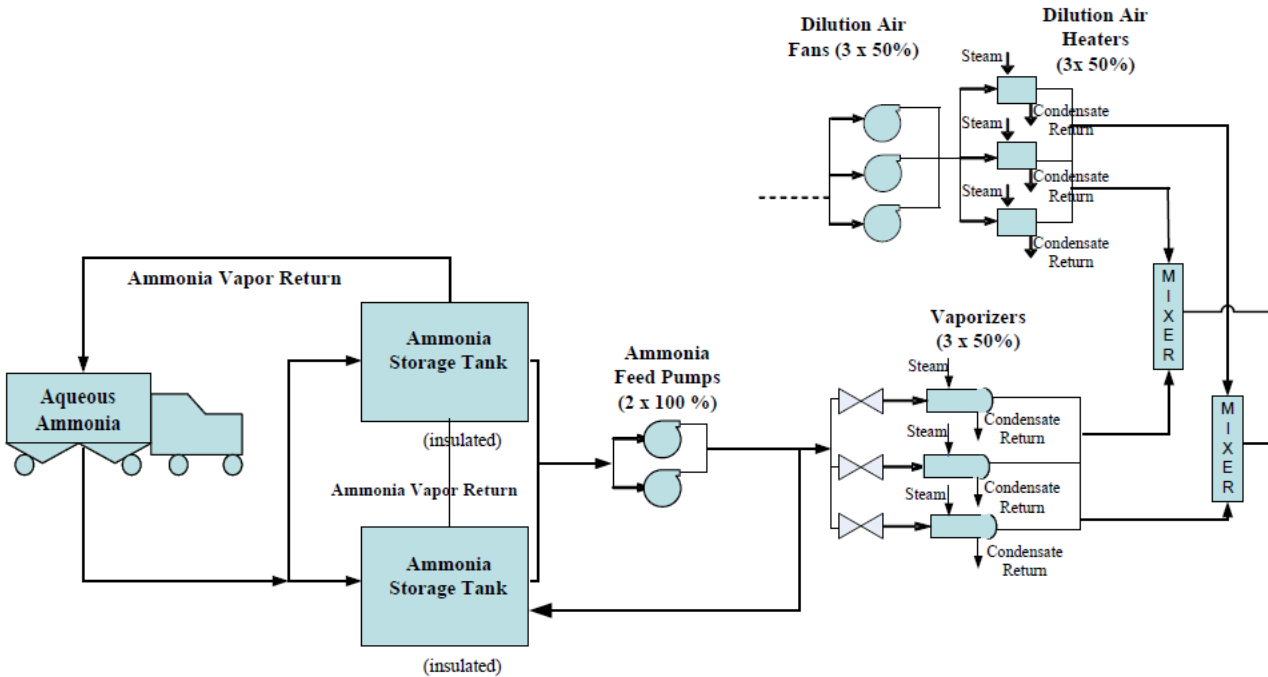 Dilution Air
Fans (3 x 50%)
Dilution Air
Heaters
(3x 50%)
Steam
Condensate
Return
Steam
Condensate
Return
Steam
Condensate
Return
Ammonia Vapor Return
Ammonia
Storage Tank
(insulated)
Aqueous
Ammonia
Ammonia Vapor Return
Ammonia
Storage Tank
(insulated)
Ammonia
Feed Pumps
(2 x 100 %)
Vaporizers
(3 x 50%)
Steam
Condensate
Return
Steam
Condensate
Return
Steam
Condensate
Return
MIXER
MIXER